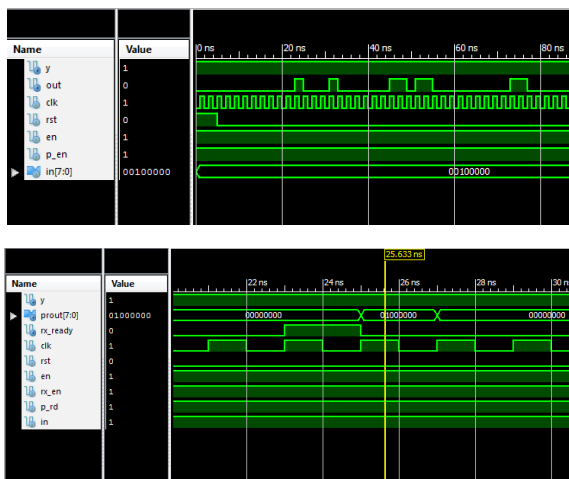 Name Value 0 ns 20 ns 40 ns 60 ns 80 ns
y 1
out 0
clk 1
rst 0
en 1
p_en 1
in[7:0] 00100000 00100000
25.633 ns
Name Value 22 ns 24 ns 26 ns 28 ns 30 n
y 1
prout[7:0] 01000000 00000000 01000000 00000000
rx_ready 0
clk 1
rst 0
en 1
rx_en 1
p_rd 1
in 1